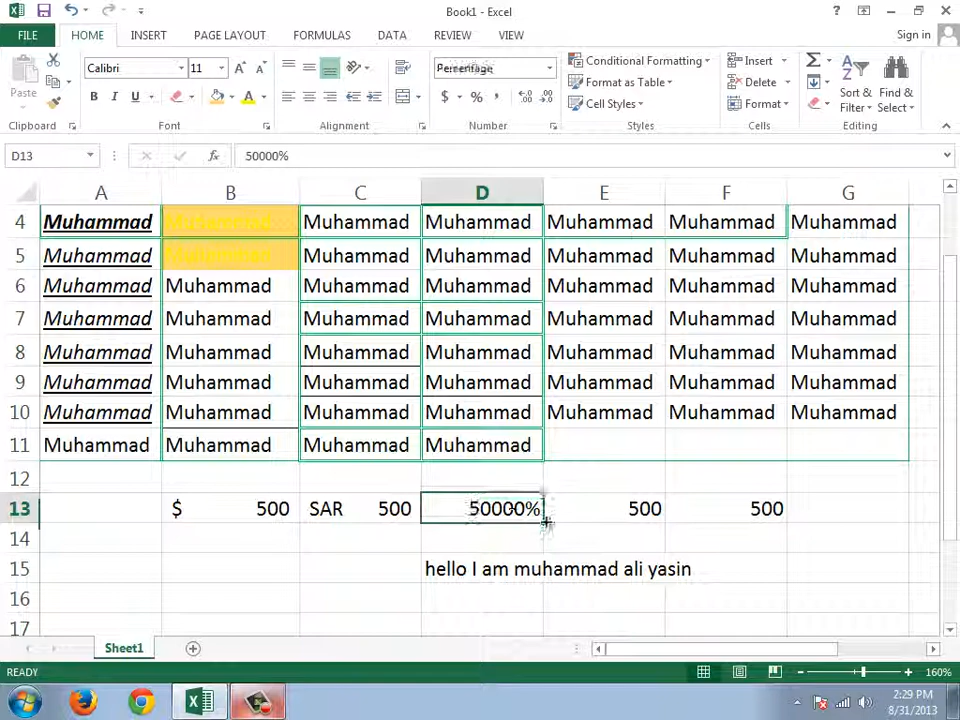 Book1 - Excel
?
FILE HOME INSERT PAGE LAYOUT FORMULAS DATA REVIEW VIEW Sign in
Paste
Calibri 11
B I U
Percentage
$ % ,
Conditional Formatting
Format as Table
Cell Styles
Insert
Delete
Format
Sort & Filter
Find & Select
Clipboard Font Alignment Number Styles Cells Editing
D13 fx 50000%
A B C D E F G
4 Muhammad Muhammad Muhammad Muhammad Muhammad Muhammad Muhammad
5 Muhammad Muhammad Muhammad Muhammad Muhammad Muhammad Muhammad
6 Muhammad Muhammad Muhammad Muhammad Muhammad Muhammad Muhammad
7 Muhammad Muhammad Muhammad Muhammad Muhammad Muhammad Muhammad
8 Muhammad Muhammad Muhammad Muhammad Muhammad Muhammad Muhammad
9 Muhammad Muhammad Muhammad Muhammad Muhammad Muhammad Muhammad
10 Muhammad Muhammad Muhammad Muhammad Muhammad Muhammad Muhammad
11 Muhammad Muhammad Muhammad Muhammad
12
13 $ 500 SAR 500 50000% 500 500
14
15 hello I am muhammad ali yasin
16
17
Sheet1
READY 160%
2:29 PM
8/31/2013